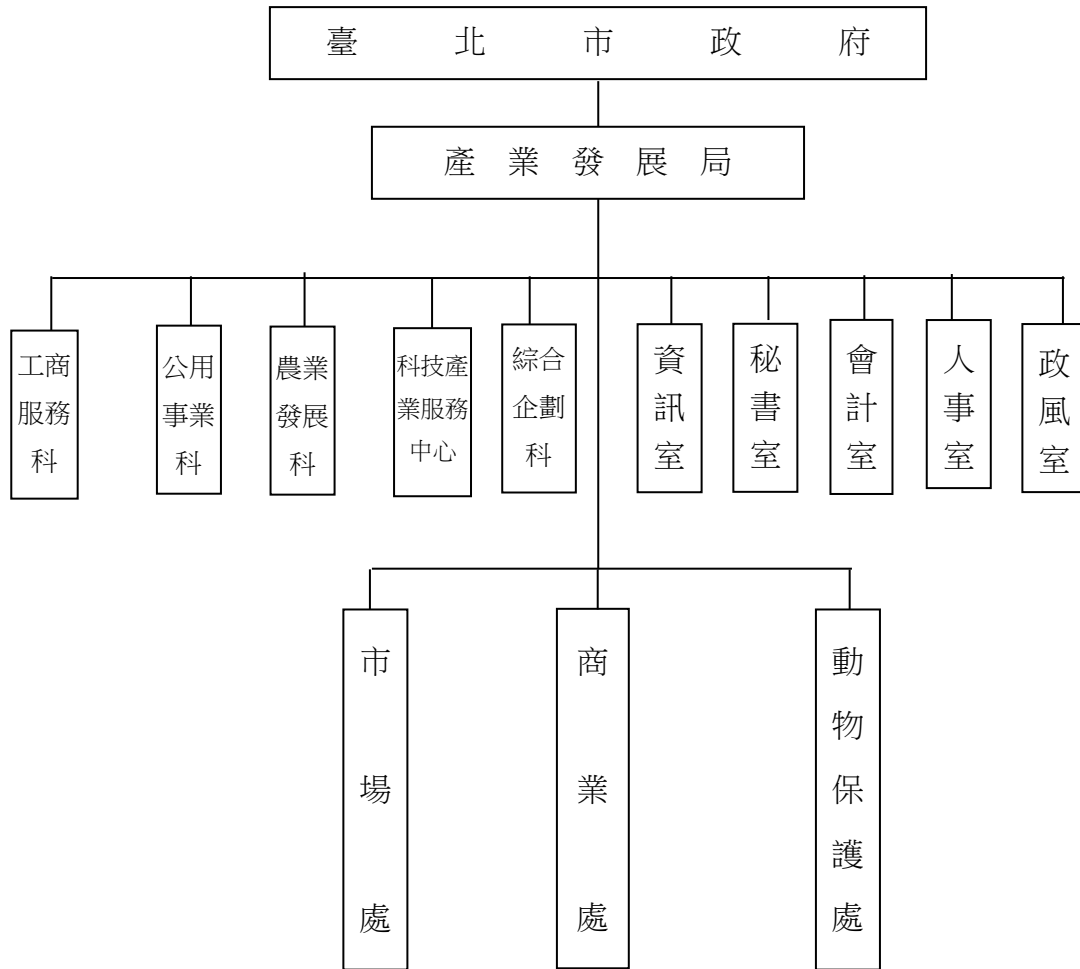 臺北市政府
產業發展局
工商
服務
科
公用
事業
科
農業
發展
科
科技產
業服務
中心
綜合
企劃
科
資訊室
秘書室
會計室
人事室
政風室
市場處
商業處
動物保護處